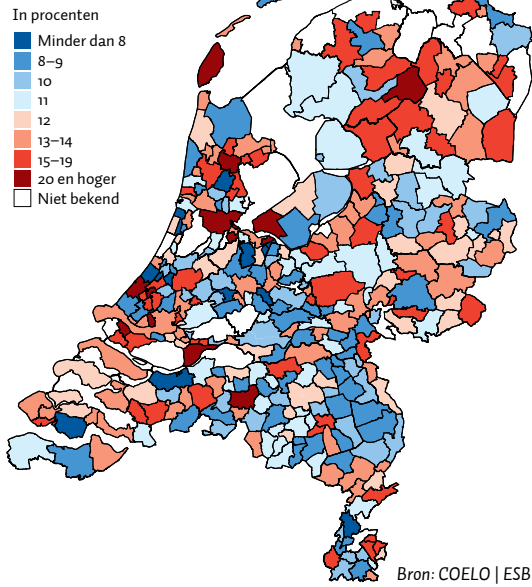 In procenten
Minder dan 8
8–9
10
11
12
13–14
15–19
20 en hoger
Niet bekend
Bron: COELO | ESB